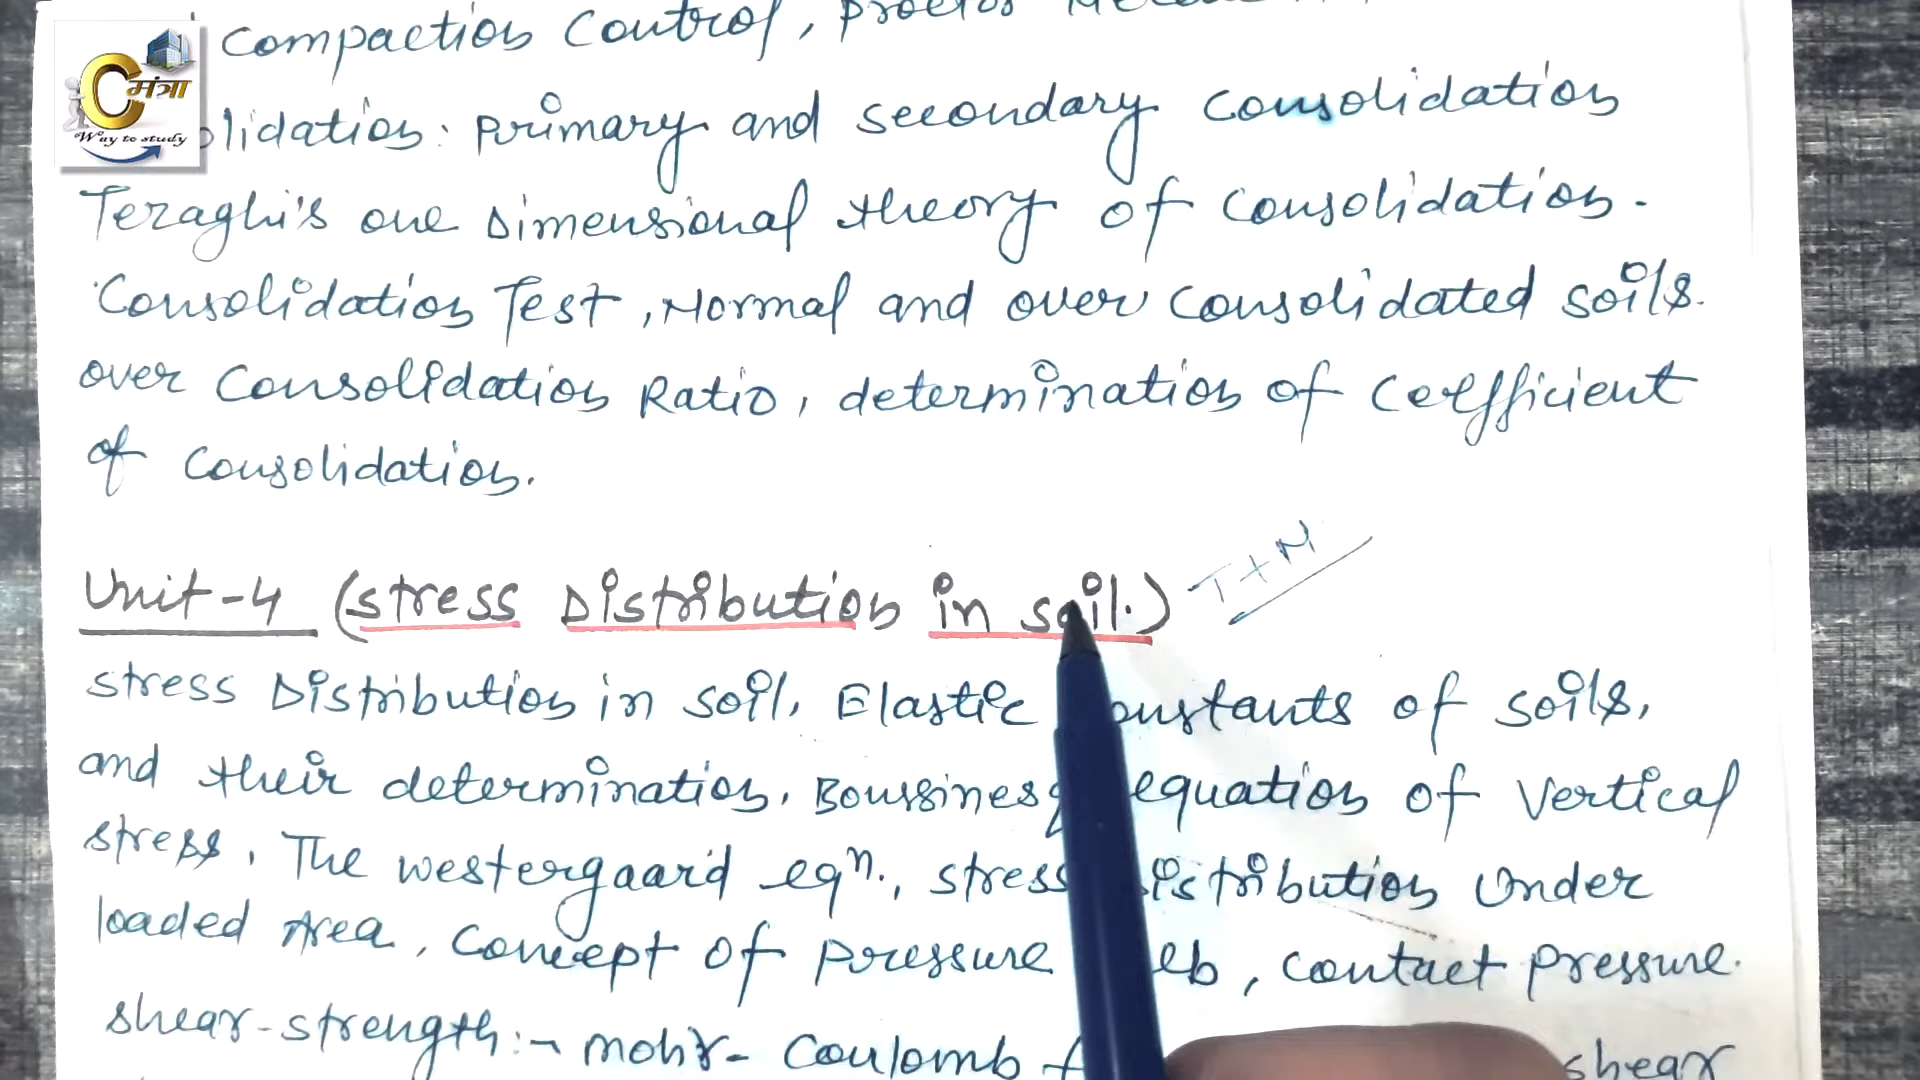 Compaction Control, Proctor
C मंत्रा
Way to study
olidation: Primary and secondary consolidation
Teraghi's one Dimensional theory of consolidation.
Consolidation Test, Normal and over consolidated soils.
over consolidation Ratio, determination of coefficient
of consolidation.
Unit-4 (stress Distribution in soil.) T+N
stress Distribution in soil, Elastic onstants of soils,
and their determination, Boussinesq equation of vertical
stress, The westergaard eqn., stress istribution Under
loaded Area, Concept of pressure lb, contact pressure.
shear-strength:- mohr- Coulomb shear